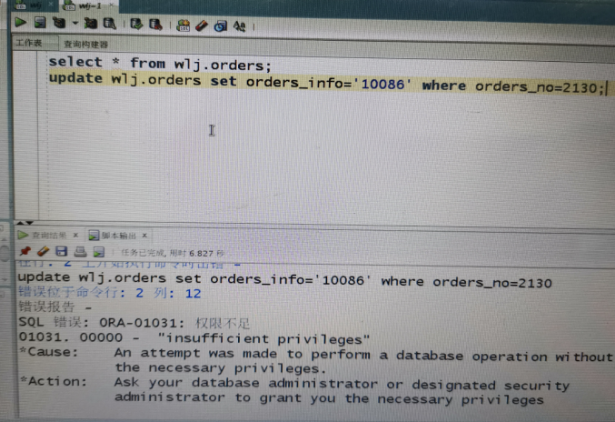 wlj-1
工作表 查询构建器
select * from wlj.orders;
update wlj.orders set orders_info='10086' where orders_no=2130;
查询结果 × 脚本输出 ×
任务已完成, 用时 6.827 秒
update wlj.orders set orders_info='10086' where orders_no=2130
错误位于命令行: 2 列: 12
错误报告 -
SQL 错误: ORA-01031: 权限不足
01031. 00000 - "insufficient privileges"
*Cause: An attempt was made to perform a database operation without
the necessary privileges.
*Action: Ask your database administrator or designated security
administrator to grant you the necessary privileges